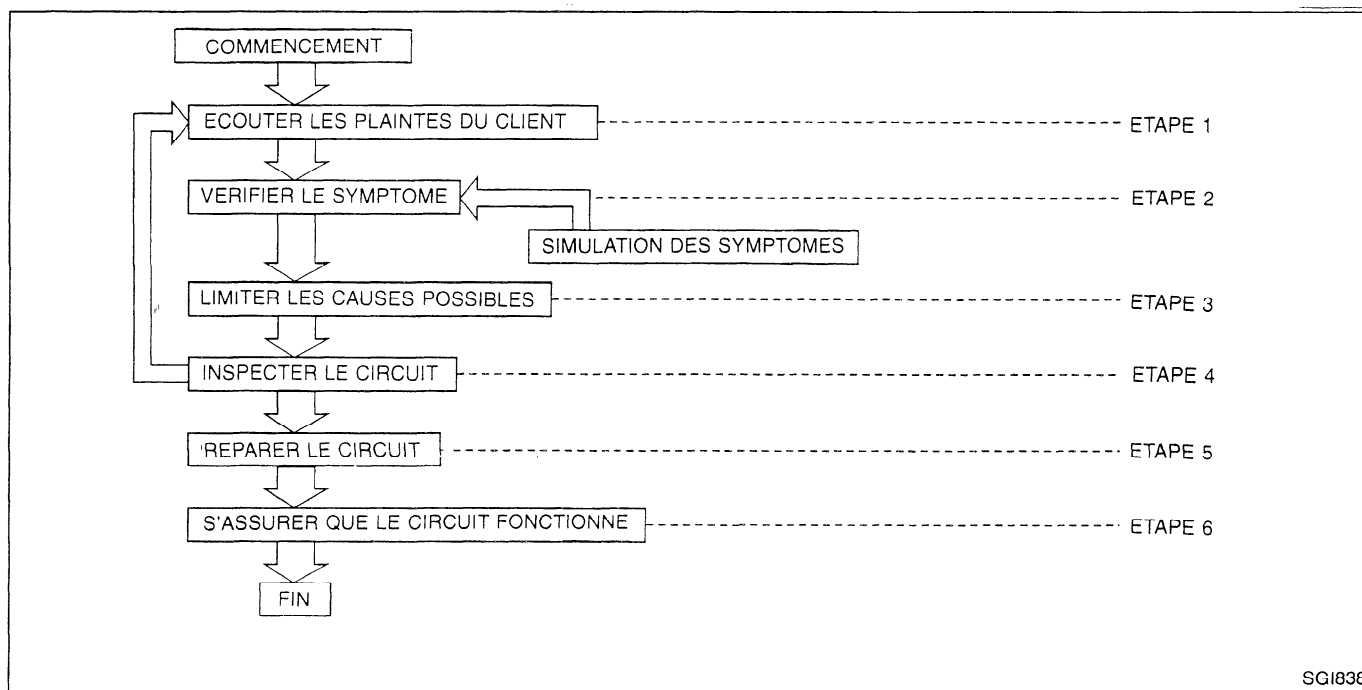 COMMENCEMENT
ECOUTER LES PLAINTES DU CLIENT ETAPE 1
VERIFIER LE SYMPTOME ETAPE 2
SIMULATION DES SYMPTOMES
LIMITER LES CAUSES POSSIBLES ETAPE 3
INSPECTER LE CIRCUIT ETAPE 4
REPARER LE CIRCUIT ETAPE 5
S'ASSURER QUE LE CIRCUIT FONCTIONNE ETAPE 6
FIN
SGI838